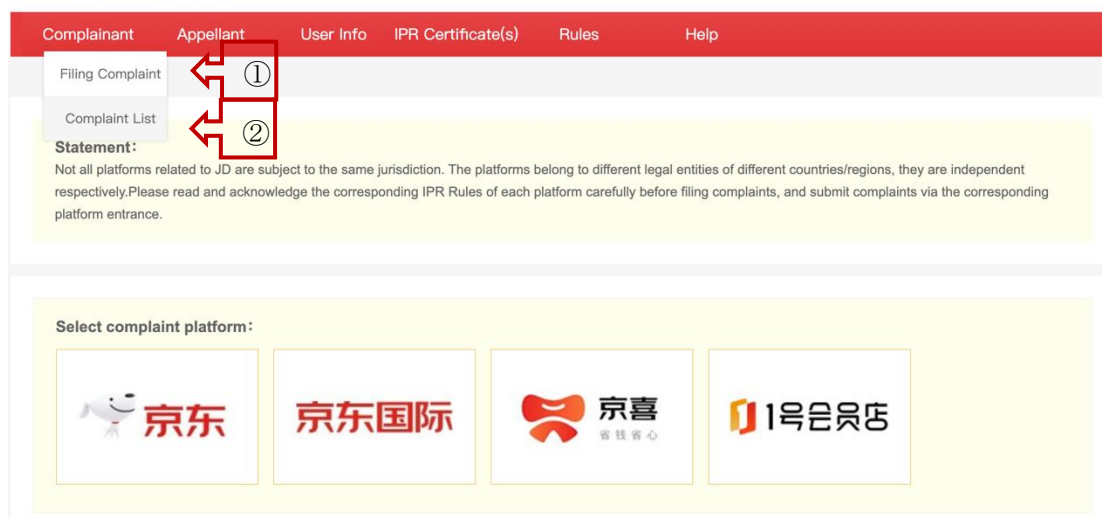 Complainant Appellant User Info IPR Certificate(s) Rules Help
Filing Complaint ①
Complaint List ②
Statement：
Not all platforms related to JD are subject to the same jurisdiction. The platforms belong to different legal entities of different countries/regions, they are independent
respectively.Please read and acknowledge the corresponding IPR Rules of each platform carefully before filing complaints, and submit complaints via the corresponding
platform entrance.
Select complaint platform：
京东
京东国际
京喜
省钱省心
1号会员店